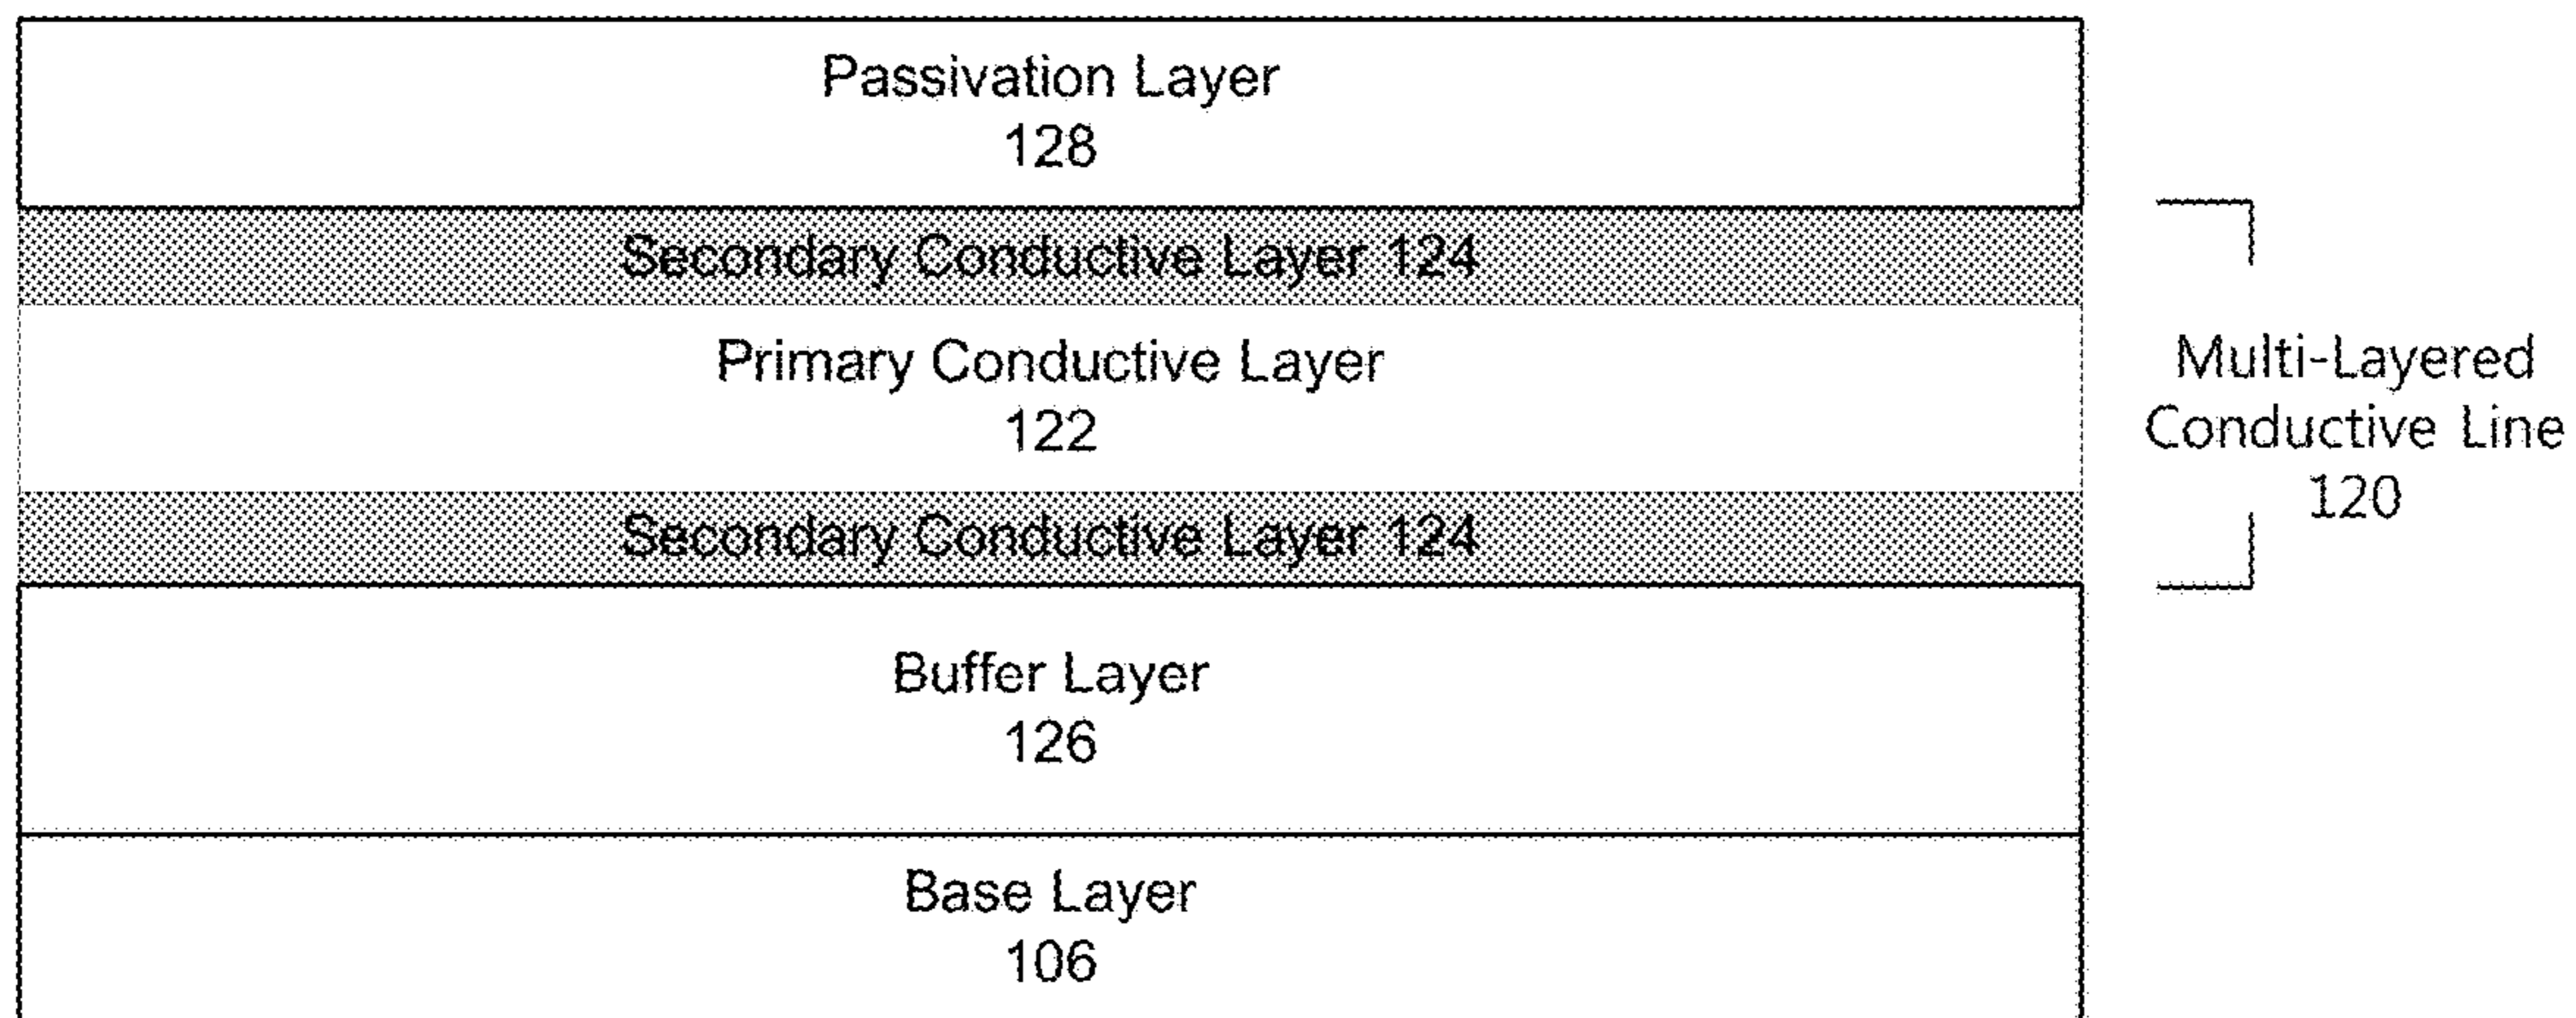 Passivation Layer
128
Secondary Conductive Layer 124
Primary Conductive Layer
122
Secondary Conductive Layer 124
Multi-Layered
Conductive Line
120
Buffer Layer
126
Base Layer
106